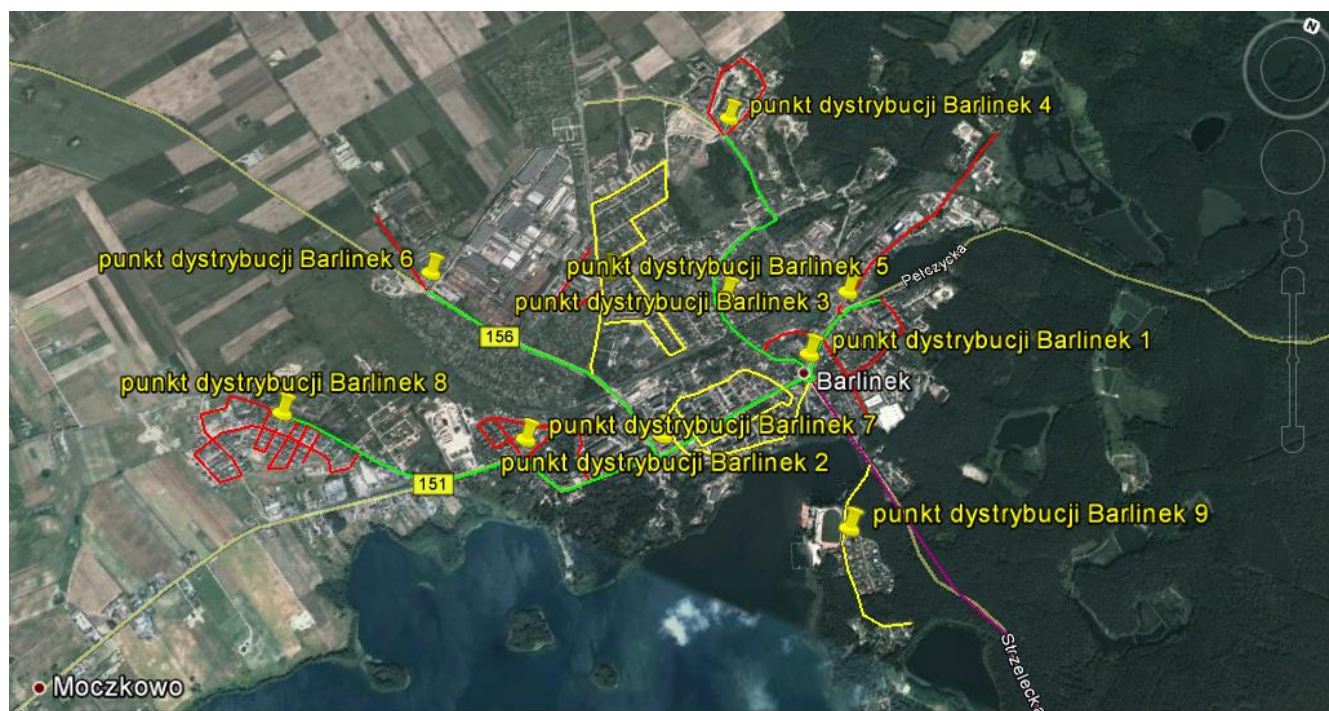 N
punkt dystrybucji Barlinek 4
punkt dystrybucji Barlinek 6
punkt dystrybucji Barlinek 5
Pełczycka
punkt dystrybucji Barlinek 3
156
punkt dystrybucji Barlinek 1
punkt dystrybucji Barlinek 8
Barlinek
punkt dystrybucji Barlinek 7
punkt dystrybucji Barlinek 2
151
punkt dystrybucji Barlinek 9
Strzelecka
Moczkowo